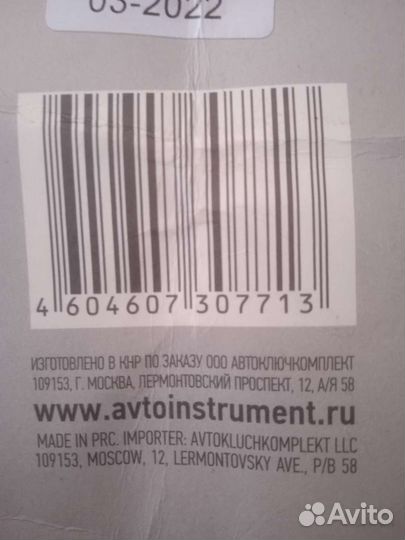 03-2022
4 604607 307713
ИЗГОТОВЛЕНО В КНР ПО ЗАКАЗУ ООО АВТОКЛЮЧКОМПЛЕКТ
109153, Г. МОСКВА, ЛЕРМОНТОВСКИЙ ПРОСПЕКТ, 12, А/Я 58
www.avtoinstrument.ru
MADE IN PRC. IMPORTER: AVTOKLUCHKOMPLEKT LLC
109153, MOSCOW, 12, LERMONTOVSKY AVE., P/B 58
Avito